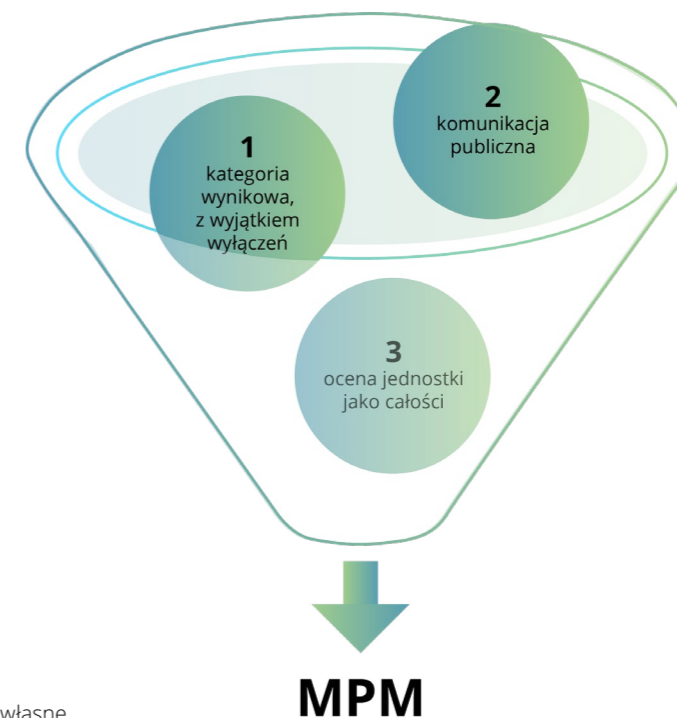 1
kategoria
wynikowa,
z wyjątkiem
wyłączeń
2
komunikacja
publiczna
3
ocena jednostki
jako całości
MPM
własne